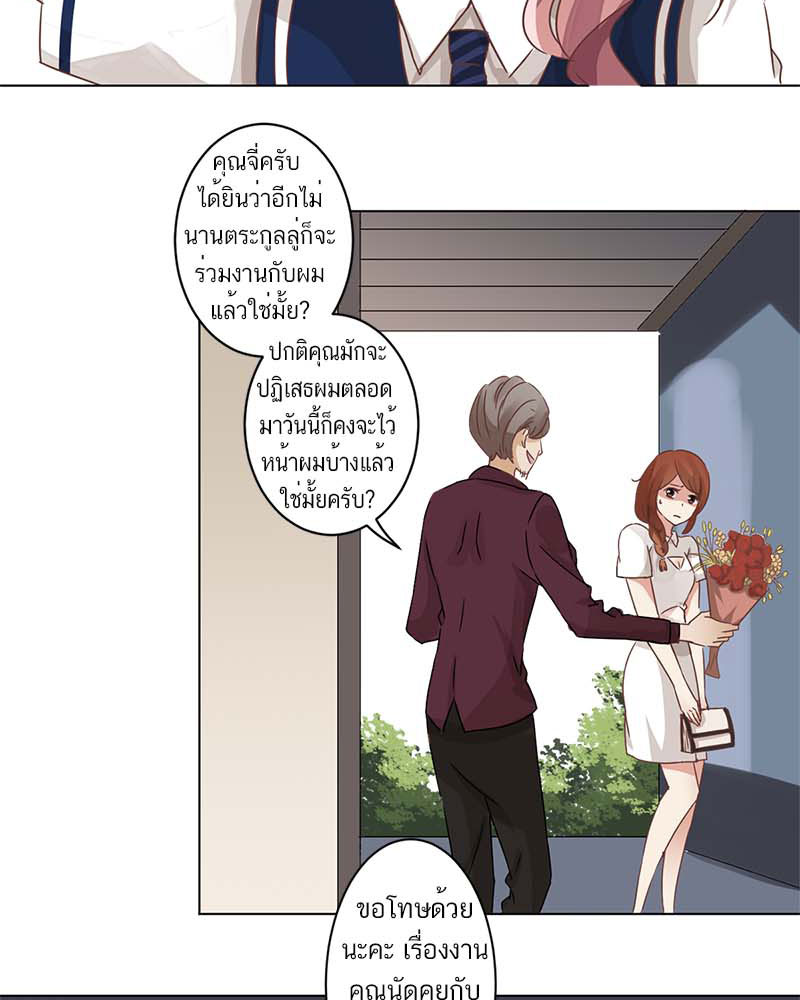 คุณจี่ครับ
ได้ยินว่าอีกไม่
นานตระกูลลู่ก็จะ
ร่วมงานกับผม
แล้วใช่มั้ย?
ปกติคุณมักจะ
ปฏิเสธผมตลอด
มาวันนี้ก็คงจะไว้
หน้าผมบ้างแล้ว
ใช่มั้ยครับ?
ขอโทษด้วย
นะคะ เรื่องงาน
คุณนัดคุยกับ